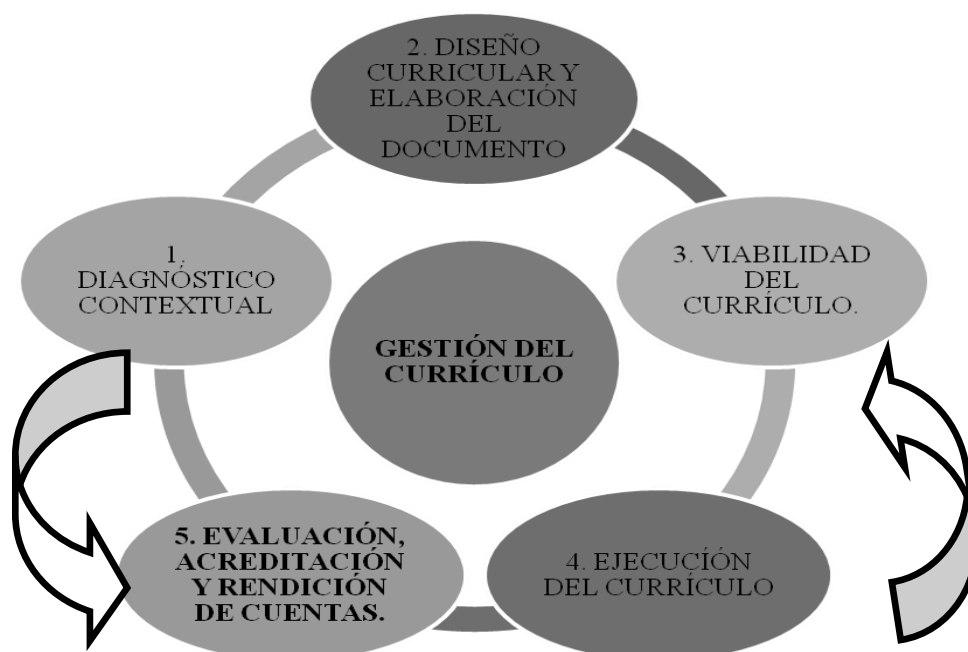 2. DISEÑO
CURRICULAR Y
ELABORACIÓN
DEL
DOCUMENTO
1.
DIAGNÓSTICO
CONTEXTUAL
3. VIABILIDAD
DEL
CURRÍCULO.
GESTIÓN DEL
CURRÍCULO
5. EVALUACIÓN,
ACREDITACIÓN
Y RENDICIÓN
DE CUENTAS.
4. EJECUCÍÓN
DEL CURRÍCULO